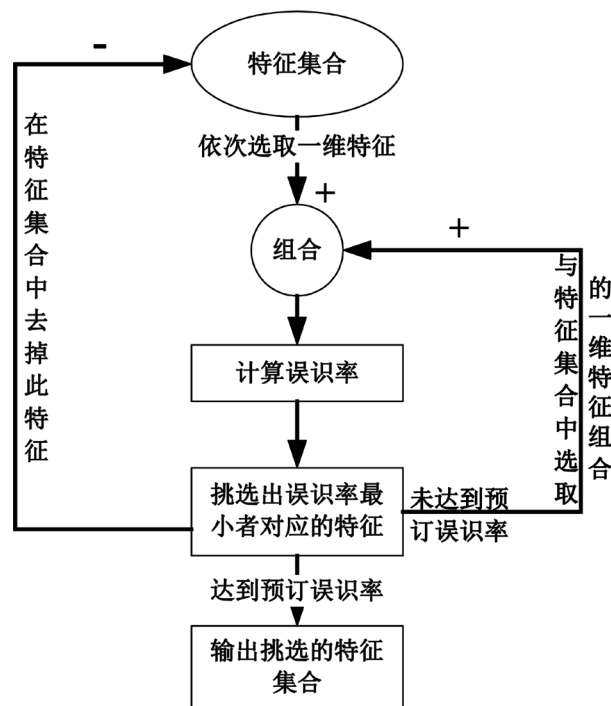 -
特征集合
依次选取一维特征
+
+
组合
在特征集合中去掉此特征
与特征集合中选取
的一维特征组合
计算误识率
挑选出误识率最
小者对应的特征
未达到预
订误识率
达到预订误识率
输出挑选的特征
集合